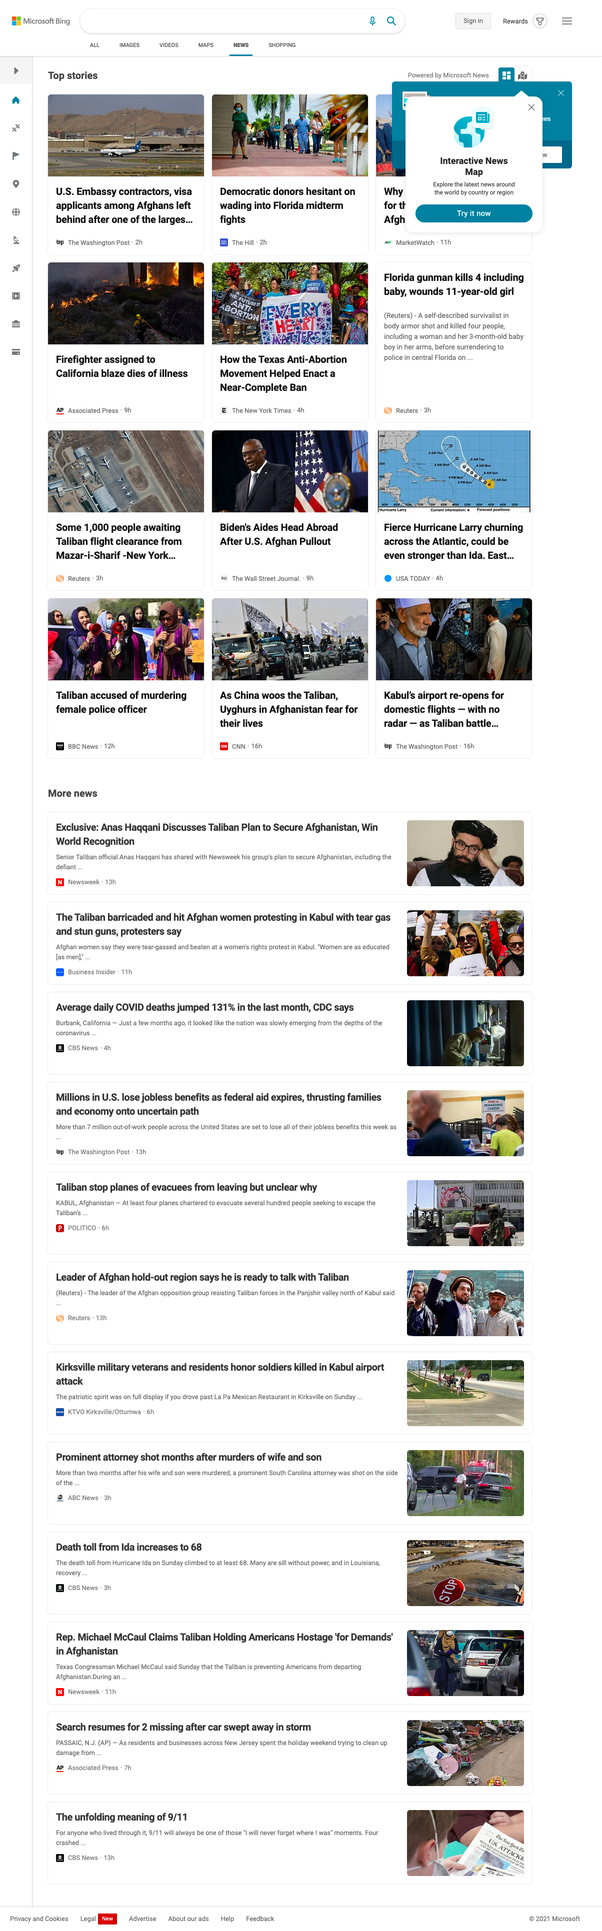 Microsoft Bing
Sign in
Rewards
ALL
IMAGES
VIDEOS
MAPS
NEWS
SHOPPING
Top stories
Powered by Microsoft News
Interactive News
Map
Explore the latest news around
the world by country or region
Try it now
U.S. Embassy contractors, visa
applicants among Afghans left
behind after one of the larges...
The Washington Post · 2h
Democratic donors hesitant on
wading into Florida midterm
fights
The Hill · 2h
Why
for th
Afgh
MarketWatch · 11h
Firefighter assigned to
California blaze dies of illness
AP Associated Press · 9h
How the Texas Anti-Abortion
Movement Helped Enact a
Near-Complete Ban
The New York Times · 4h
Florida gunman kills 4 including
baby, wounds 11-year-old girl
(Reuters) - A self-described survivalist in
body armor shot and killed four people,
including a woman and her 3-month-old baby
boy in her arms, before surrendering to
police in central Florida on ...
Reuters · 3h
Some 1,000 people awaiting
Taliban flight clearance from
Mazar-i-Sharif -New York...
Reuters · 3h
Biden's Aides Head Abroad
After U.S. Afghan Pullout
The Wall Street Journal. · 9h
Fierce Hurricane Larry churning
across the Atlantic, could be
even stronger than Ida. East...
USA TODAY · 4h
Taliban accused of murdering
female police officer
BBC News · 12h
As China woos the Taliban,
Uyghurs in Afghanistan fear for
their lives
CNN · 16h
Kabul's airport re-opens for
domestic flights — with no
radar — as Taliban battle...
The Washington Post · 16h
More news
Exclusive: Anas Haqqani Discusses Taliban Plan to Secure Afghanistan, Win
World Recognition
Senior Taliban official Anas Haqqani has shared with Newsweek his group's plan to secure Afghanistan, including the
defiant ...
N Newsweek · 13h
The Taliban barricaded and hit Afghan women protesting in Kabul with tear gas
and stun guns, protesters say
Afghan women say they were tear-gassed and beaten at a women's rights protest in Kabul. "Women are as educated
[as men]," ...
Business Insider · 11h
Average daily COVID deaths jumped 131% in the last month, CDC says
Burbank, California — Just a few months ago, it looked like the nation was slowly emerging from the depths of the
coronavirus ...
CBS News · 4h
Millions in U.S. lose jobless benefits as federal aid expires, thrusting families
and economy onto uncertain path
More than 7 million out-of-work people across the United States are set to lose all of their jobless benefits this week as
...
The Washington Post · 13h
Taliban stop planes of evacuees from leaving but unclear why
KABUL, Afghanistan — At least four planes chartered to evacuate several hundred people seeking to escape the
Taliban's ...
P POLITICO · 6h
Leader of Afghan hold-out region says he is ready to talk with Taliban
(Reuters) - The leader of the Afghan opposition group resisting Taliban forces in the Panjshir valley north of Kabul said
...
Reuters · 13h
Kirksville military veterans and residents honor soldiers killed in Kabul airport
attack
The patriotic spirit was on full display if you drove past La Pa Mexican Restaurant in Kirksville on Sunday ...
KTVO Kirksville/Ottumwa · 6h
Prominent attorney shot months after murders of wife and son
More than two months after his wife and son were murdered, a prominent South Carolina attorney was shot on the side
of the ...
ABC News · 3h
Death toll from Ida increases to 68
The death toll from Hurricane Ida on Sunday climbed to at least 68. Many are sill without power, and in Louisiana,
recovery ...
CBS News · 3h
STOP
Rep. Michael McCaul Claims Taliban Holding Americans Hostage 'for Demands'
in Afghanistan
Texas Congressman Michael McCaul said Sunday that the Taliban is preventing Americans from departing
Afghanistan.During an ...
N Newsweek · 11h
Search resumes for 2 missing after car swept away in storm
PASSAIC, N.J. (AP) — As residents and businesses across New Jersey spent the holiday weekend trying to clean up
damage from ...
AP Associated Press · 7h
The unfolding meaning of 9/11
For anyone who lived through it, 9/11 will always be one of those "I will never forget where I was" moments. Four
crashed ...
CBS News · 13h
Privacy and Cookies
Legal
New
Advertise
About our ads
Help
Feedback
© 2021 Microsoft